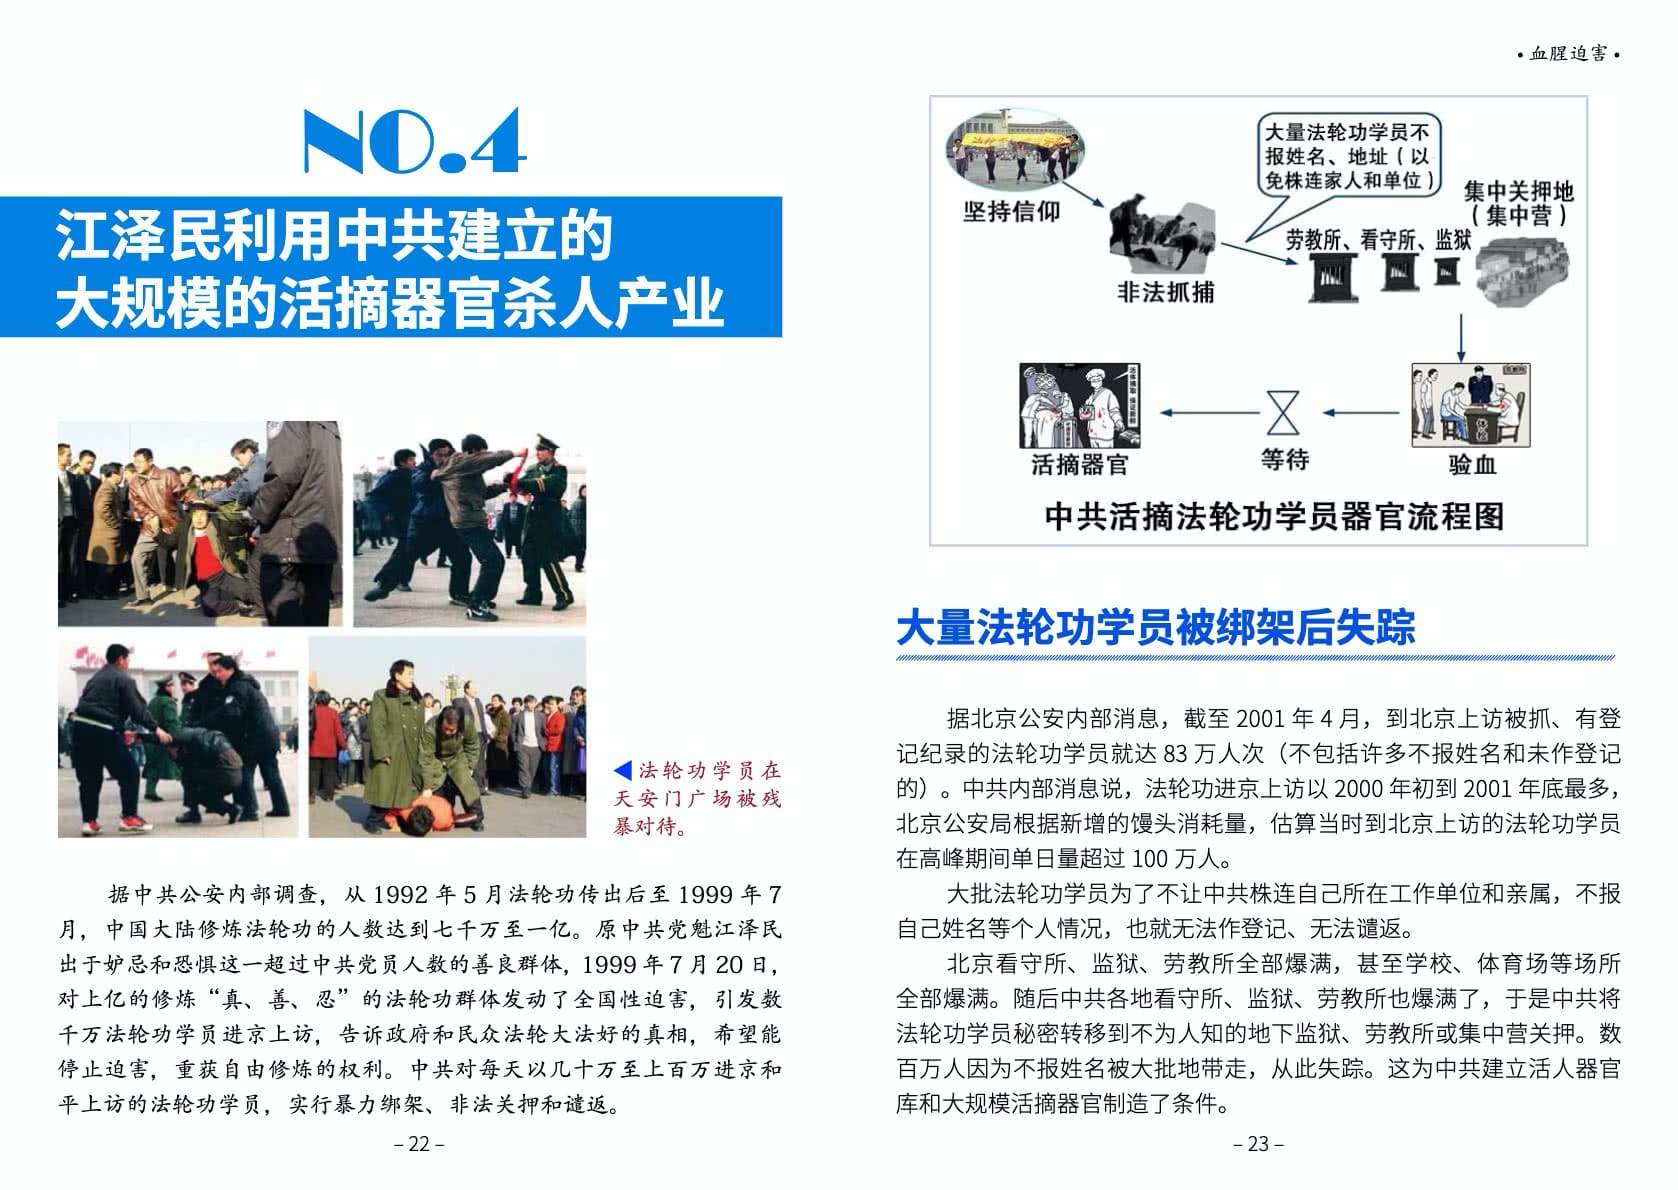 NO.4
江泽民利用中共建立的
大规模的活摘器官杀人产业
◀法轮功学员在
天安门广场被残
暴对待。
据中共公安内部调查，从 1992 年 5 月法轮功传出后至 1999 年 7
月，中国大陆修炼法轮功的人数达到七千万至一亿。原中共党魁江泽民
出于妒忌和恐惧这一超过中共党员人数的善良群体，1999 年 7 月 20 日，
对上亿的修炼“真、善、忍”的法轮功群体发动了全国性迫害，引发数
千万法轮功学员进京上访，告诉政府和民众法轮大法好的真相，希望能
停止迫害，重获自由修炼的权利。中共对每天以几十万至上百万进京和
平上访的法轮功学员，实行暴力绑架、非法关押和谴返。
– 22 –
• 血腥迫害 •
坚持信仰
非法抓捕
大量法轮功学员不
报姓名、地址（以
免株连家人和单位）
劳教所、看守所、监狱
集中关押地
（集中营）
验血
等待
活摘器官
中共活摘法轮功学员器官流程图
大量法轮功学员被绑架后失踪
据北京公安内部消息，截至 2001 年 4 月，到北京上访被抓、有登
记纪录的法轮功学员就达 83 万人次（不包括许多不报姓名和未作登记
的）。中共内部消息说，法轮功进京上访以 2000 年初到 2001 年底最多，
北京公安局根据新增的馒头消耗量，估算当时到北京上访的法轮功学员
在高峰期间单日量超过 100 万人。
大批法轮功学员为了不让中共株连自己所在工作单位和亲属，不报
自己姓名等个人情况，也就无法作登记、无法谴返。
北京看守所、监狱、劳教所全部爆满，甚至学校、体育场等场所
全部爆满。随后中共各地看守所、监狱、劳教所也爆满了，于是中共将
法轮功学员秘密转移到不为人知的地下监狱、劳教所或集中营关押。数
百万人因为不报姓名被大批地带走，从此失踪。这为中共建立活人器官
库和大规模活摘器官制造了条件。
– 23 –